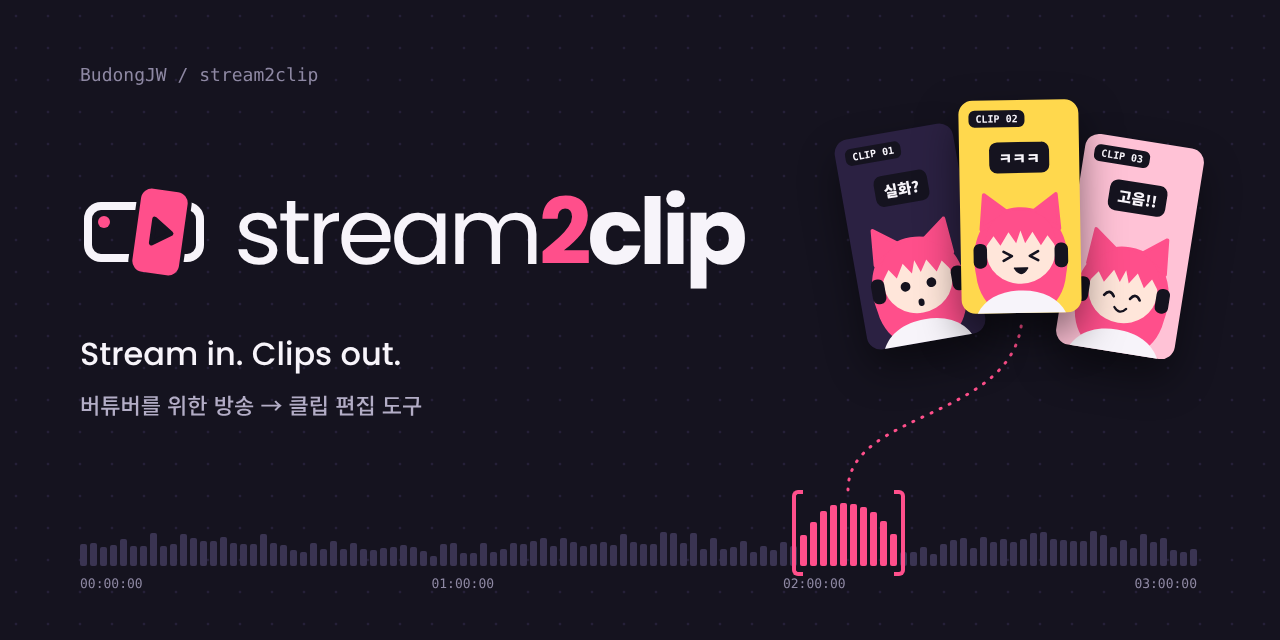 BudongJW / stream2clip
stream2clip
Stream in. Clips out.
버튜버를 위한 방송 → 클립 편집 도구
CLIP 01
실화?
CLIP 02
ㅋㅋㅋ
CLIP 03
고음!!
00:00:00
01:00:00
02:00:00
03:00:00